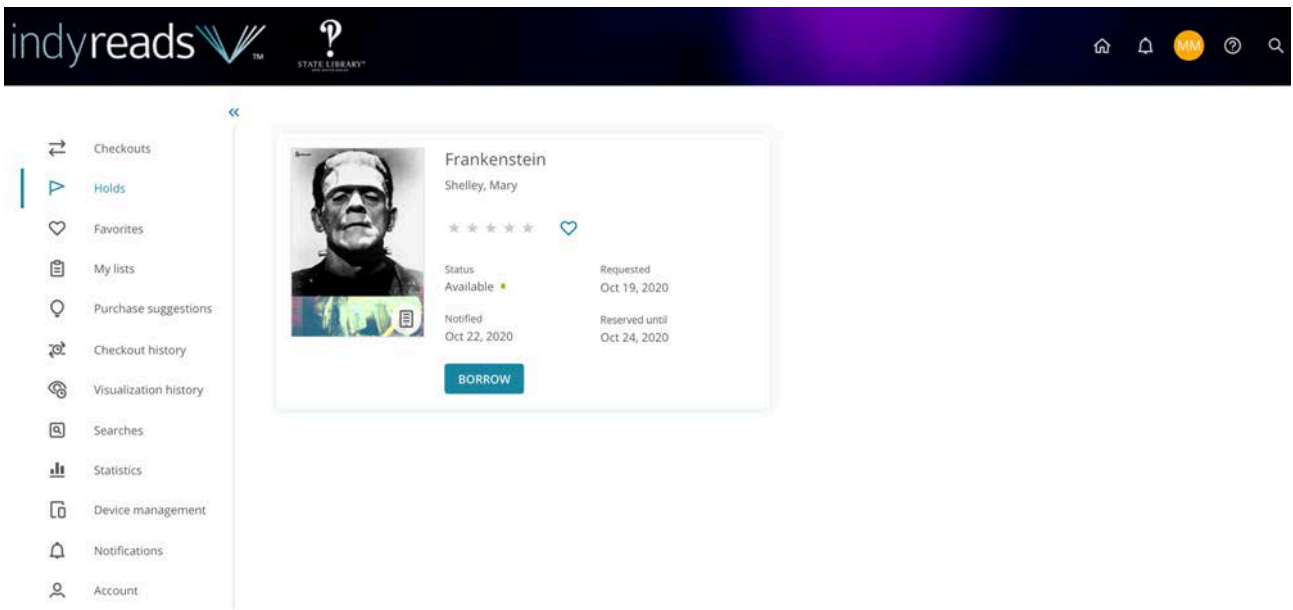 indyreads TM
STATE LIBRARY®
MM
Checkouts
Holds
Favorites
My lists
Purchase suggestions
Checkout history
Visualization history
Searches
Statistics
Device management
Notifications
Account
Frankenstein
Shelley, Mary
Status
Available
Requested
Oct 19, 2020
Notified
Oct 22, 2020
Reserved until
Oct 24, 2020
BORROW